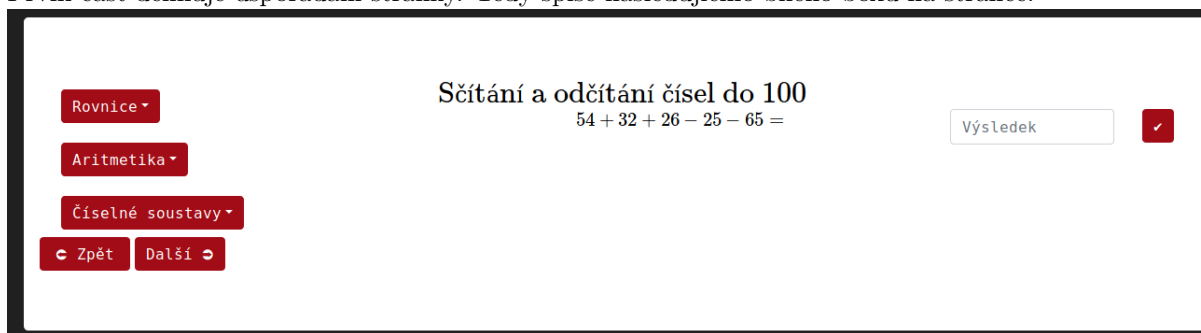 Sčítání a odčítání čísel do 100
Rovnice
54 + 32 + 26 − 25 − 65 =
Výsledek
✔
Aritmetika
Číselné soustavy
Zpět
Další